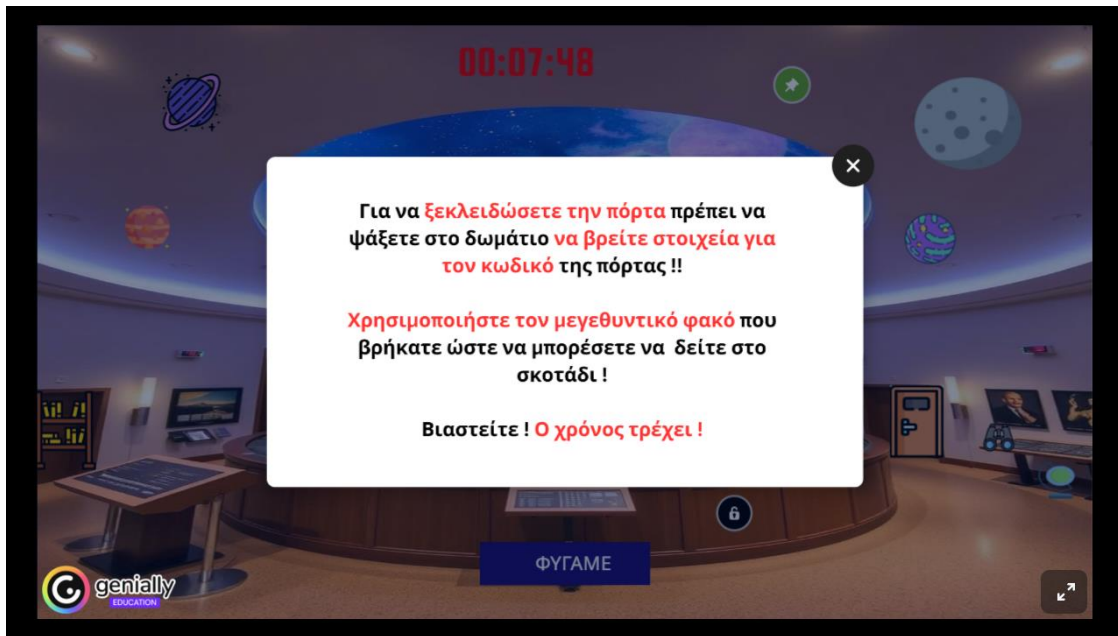 00:07:48
Για να ξεκλειδώσετε την πόρτα πρέπει να
ψάξετε στο δωμάτιο να βρείτε στοιχεία για
τον κωδικό της πόρτας !!
Χρησιμοποιήστε τον μεγεθυντικό φακό που
βρήκατε ώστε να μπορέσετε να δείτε στο
σκοτάδι !
Βιαστείτε ! Ο χρόνος τρέχει !
ΦΥΓΑΜΕ
genially
EDUCATION